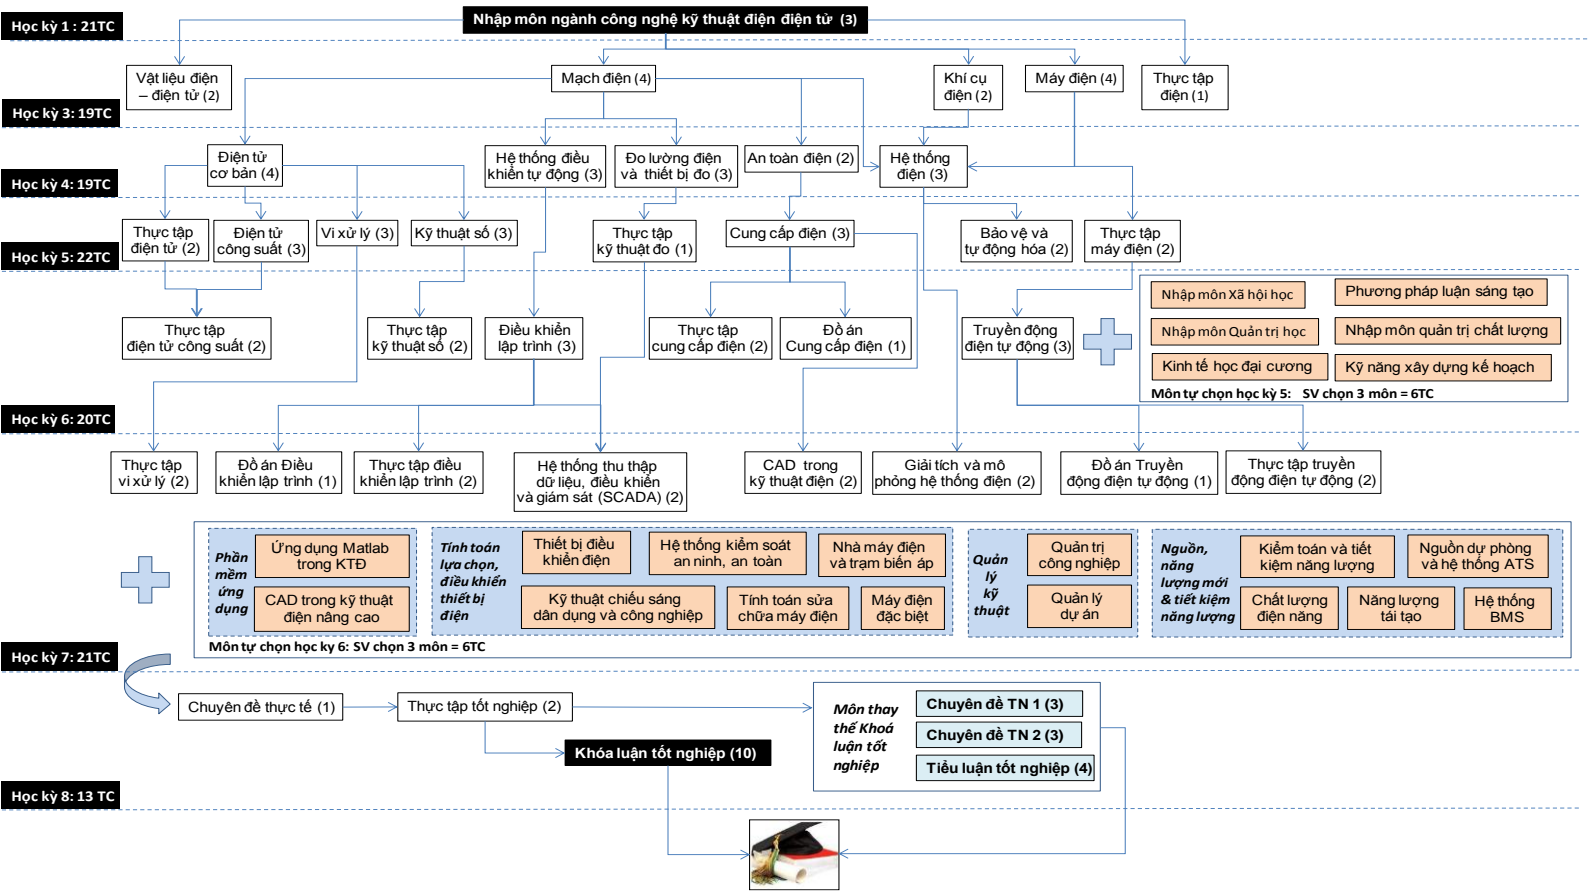 Học kỳ 1 : 21TC
Nhập môn ngành công nghệ kỹ thuật điện điện tử (3)
Vật liệu điện
– điện tử (2)
Mạch điện (4)
Khí cụ
điện (2)
Máy điện (4)
Thực tập
điện (1)
Học kỳ 3: 19TC
Điện tử
cơ bản (4)
Hệ thống điều
khiển tự động (3)
Đo lường điện
và thiết bị đo (3)
An toàn điện (2)
Hệ thống
điện (3)
Học kỳ 4: 19TC
Thực tập
điện tử (2)
Điện tử
công suất (3)
Vi xử lý (3)
Kỹ thuật số (3)
Thực tập
kỹ thuật đo (1)
Cung cấp điện (3)
Bảo vệ và
tự động hóa (2)
Thực tập
máy điện (2)
Học kỳ 5: 22TC
Thực tập
điện tử công suất (2)
Thực tập
kỹ thuật số (2)
Điều khiển
lập trình (3)
Thực tập
cung cấp điện (2)
Đồ án
Cung cấp điện (1)
Truyền động
điện tự động (3)
Nhập môn Xã hội học
Phương pháp luận sáng tạo
Nhập môn Quản trị học
Nhập môn quản trị chất lượng
Kinh tế học đại cương
Kỹ năng xây dựng kế hoạch
Môn tự chọn học kỳ 5: SV chọn 3 môn = 6TC
Học kỳ 6: 20TC
Thực tập
vi xử lý (2)
Đồ án Điều
khiển lập trình (1)
Thực tập điều
khiển lập trình (2)
Hệ thống thu thập
dữ liệu, điều khiển
và giám sát (SCADA) (2)
CAD trong
kỹ thuật điện (2)
Giải tích và mô
phỏng hệ thống điện (2)
Đồ án Truyền
động điện tự động (1)
Thực tập truyền
động điện tự động (2)
Phần
mềm
ứng
dụng
Ứng dụng Matlab
trong KTĐ
CAD trong kỹ thuật
điện nâng cao
Tính toán
lựa chọn,
điều khiển
thiết bị
điện
Thiết bị điều
khiển điện
Hệ thống kiểm soát
an ninh, an toàn
Nhà máy điện
và trạm biến áp
Kỹ thuật chiếu sáng
dân dụng và công nghiệp
Tính toán sửa
chữa máy điện
Máy điện
đặc biệt
Quản
lý
kỹ
thuật
Quản trị
công nghiệp
Quản lý
dự án
Nguồn,
năng
lượng mới
& tiết kiệm
năng lượng
Kiểm toán và tiết
kiệm năng lượng
Nguồn dự phòng
và hệ thống ATS
Chất lượng
điện năng
Năng lượng
tái tạo
Hệ thống
BMS
Môn tự chọn học kỳ 6: SV chọn 3 môn = 6TC
Học kỳ 7: 21TC
Chuyên đề thực tế (1)
Thực tập tốt nghiệp (2)
Khóa luận tốt nghiệp (10)
Môn thay
thế Khoá
luận tốt
nghiệp
Chuyên đề TN 1 (3)
Chuyên đề TN 2 (3)
Tiểu luận tốt nghiệp (4)
Học kỳ 8: 13 TC